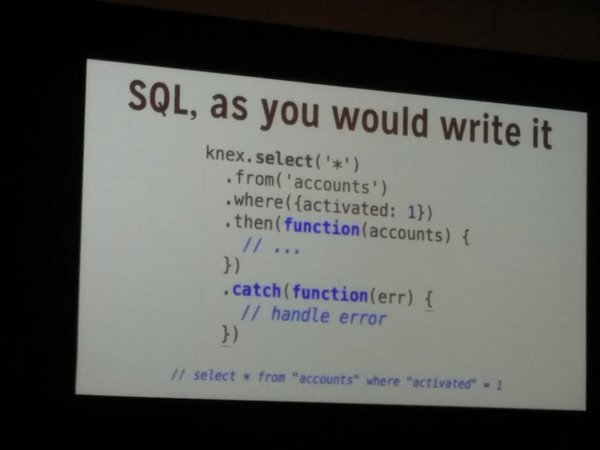 SQL, as you would write it
knex.select('*')
.from('accounts')
.where({activated: 1})
.then(function(accounts) {
// ...
})
.catch(function(err) {
// handle error
})
// select * from "accounts" where "activated" = 1